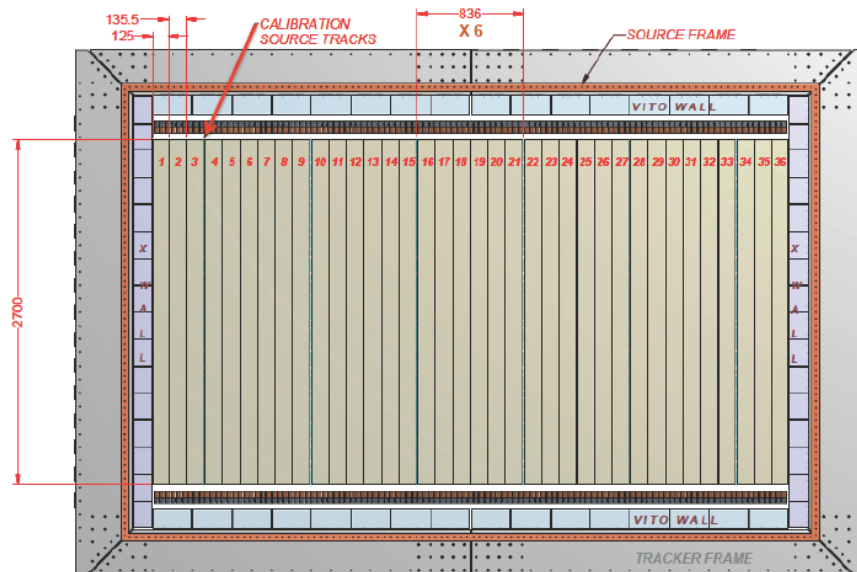 135.5
125
CALIBRATION
SOURCE TRACKS
836
X 6
SOURCE FRAME
VITO WALL
1 2 3 4 5 6 7 8 9 10 11 12 13 14 15 16 17 18 19 20 21 22 23 24 25 26 27 28 29 30 31 32 33 34 35 36
2700
X WALL
X WALL
VITO WALL
TRACKER FRAME